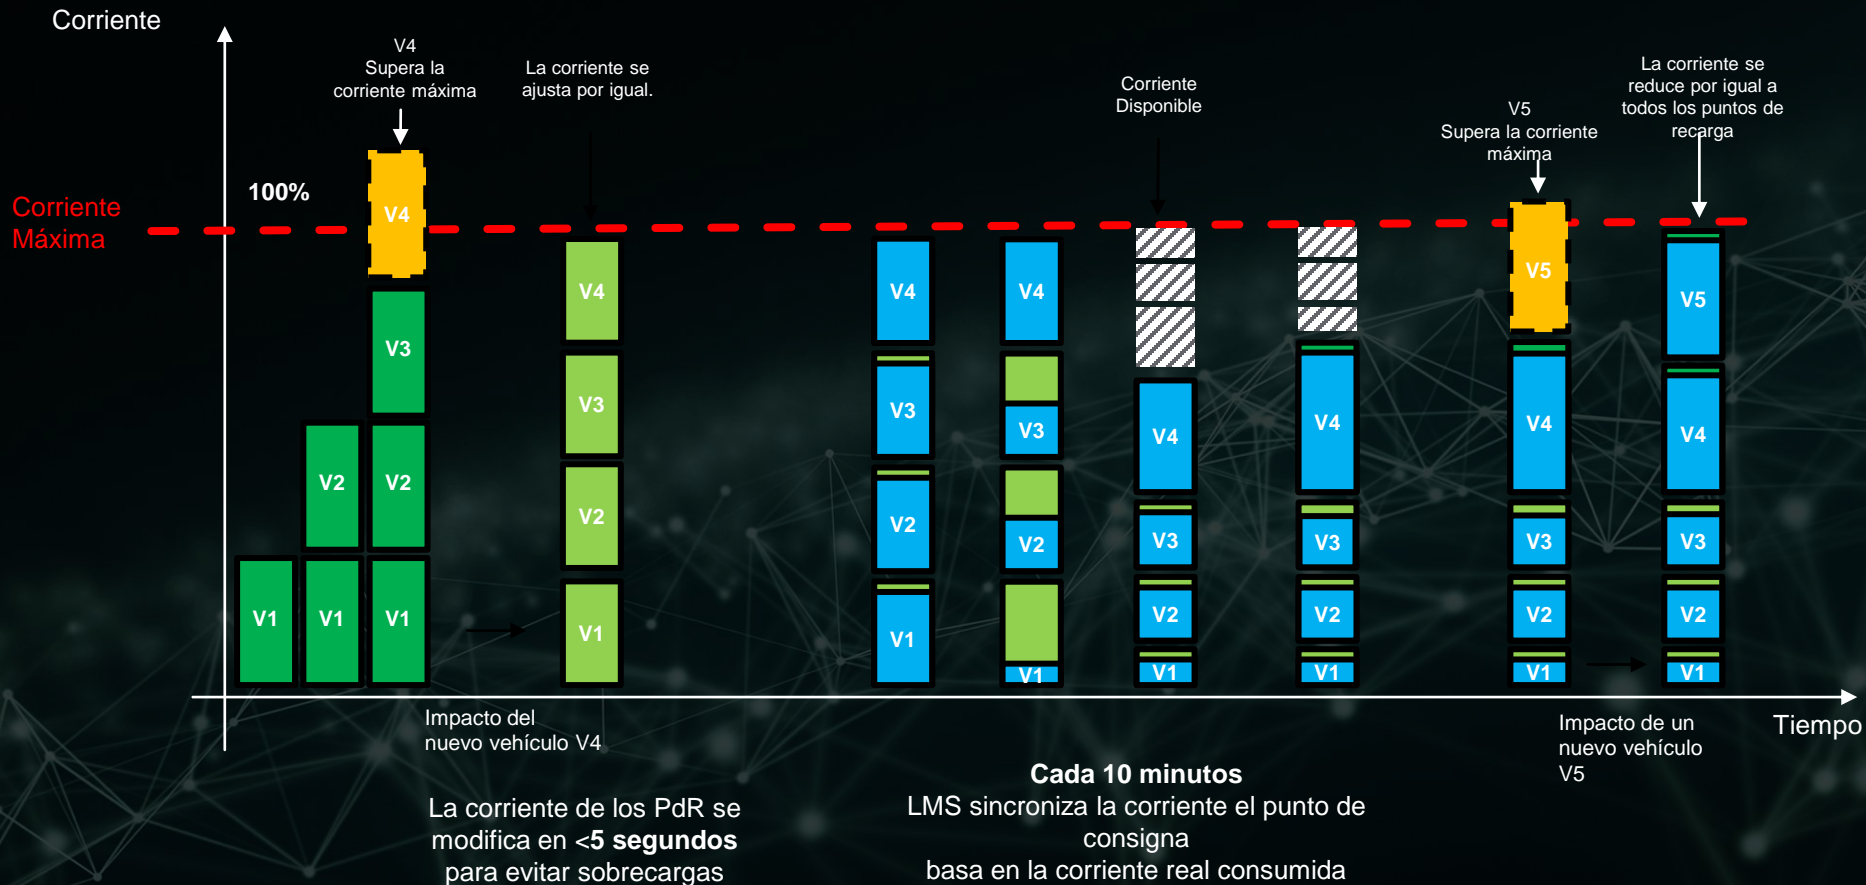 Corriente
V4
Supera la
corriente máxima
La corriente se
ajusta por igual.
Corriente
Disponible
V5
Supera la corriente
máxima
La corriente se
reduce por igual a
todos los puntos de
recarga
100%
Corriente
Máxima
V1
V2
V1
V4
V3
V2
V1
V4
V3
V2
V1
V4
V3
V2
V1
V4
V3
V2
V1
V4
V3
V2
V1
V4
V3
V2
V1
V5
V4
V3
V2
V1
V5
V4
V3
V2
V1
Impacto del
nuevo vehículo V4
Impacto de un
nuevo vehículo
V5
Tiempo
La corriente de los PdR se
modifica en <5 segundos
para evitar sobrecargas
Cada 10 minutos
LMS sincroniza la corriente el punto de
consigna
basa en la corriente real consumida